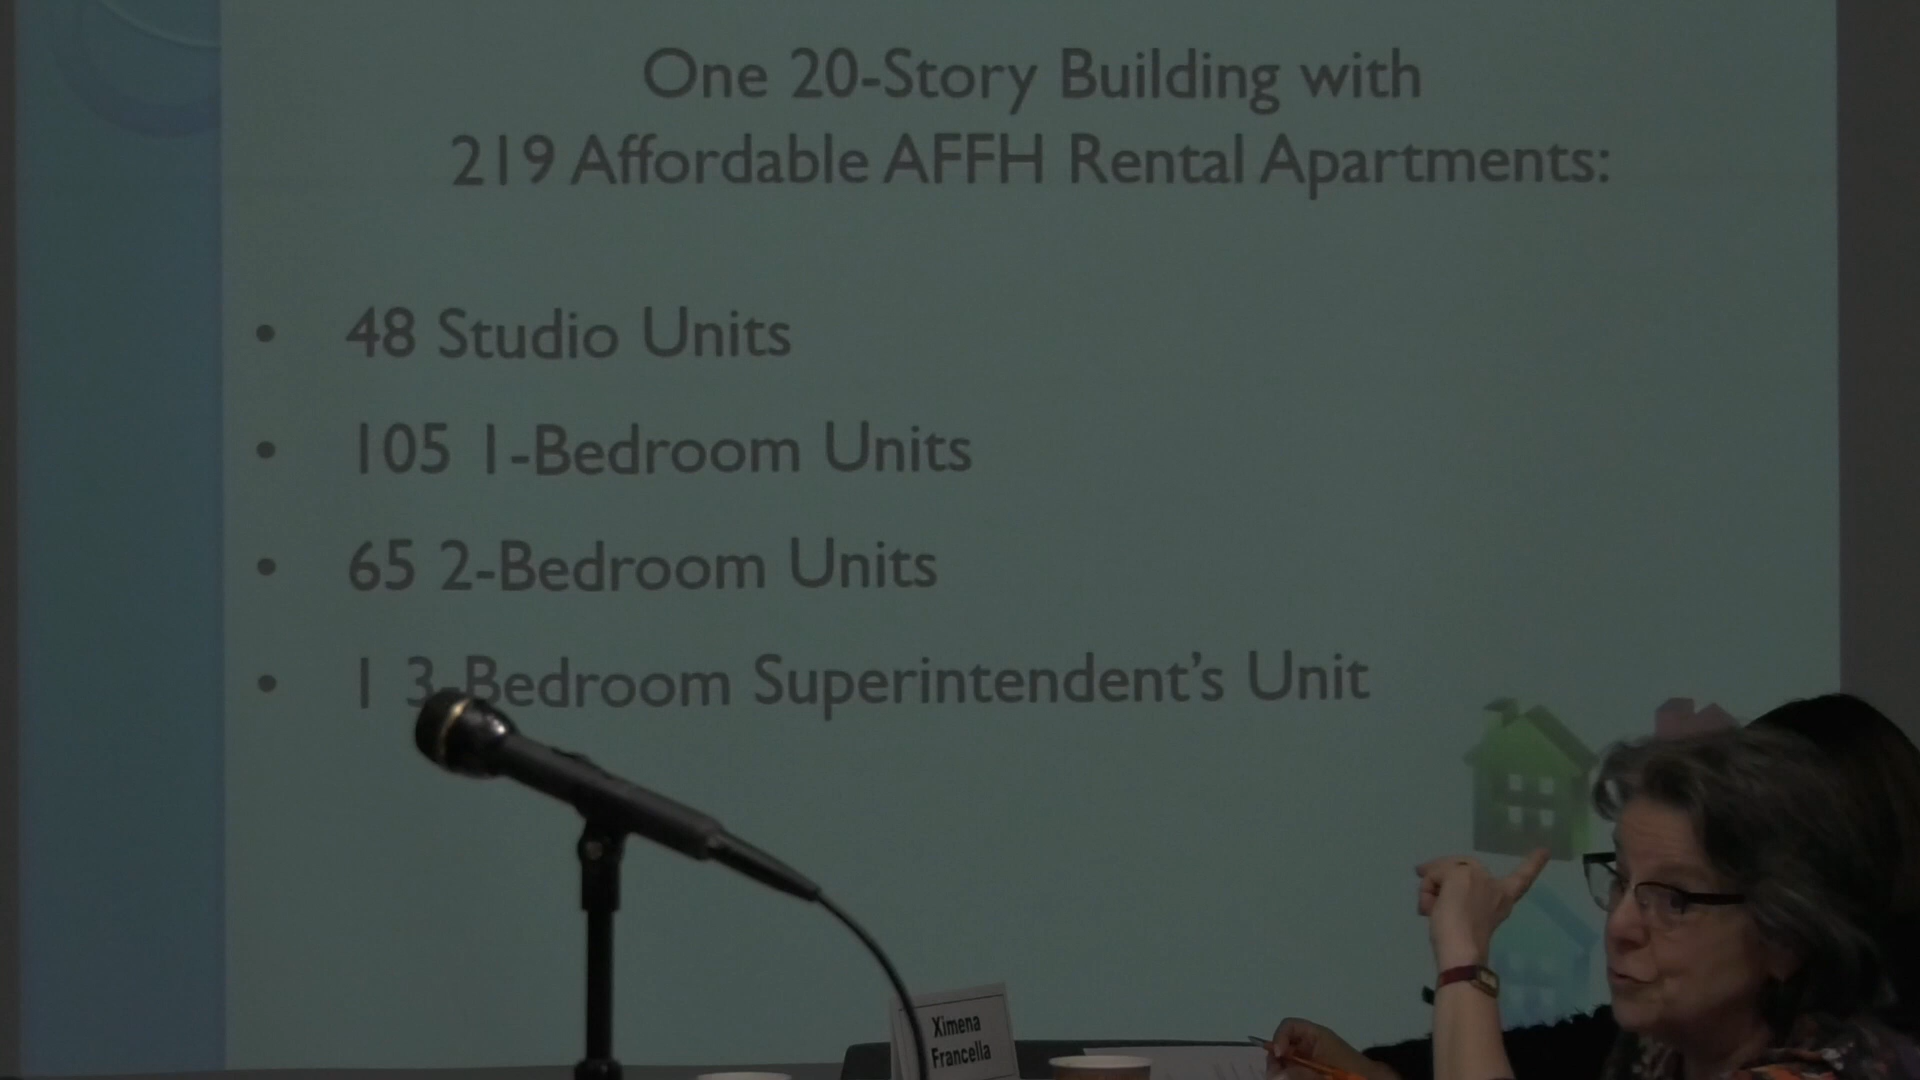 One 20-Story Building with
219 Affordable AFFH Rental Apartments:
• 48 Studio Units
• 105 1-Bedroom Units
• 65 2-Bedroom Units
• 1 3-Bedroom Superintendent's Unit
Ximena
Francella